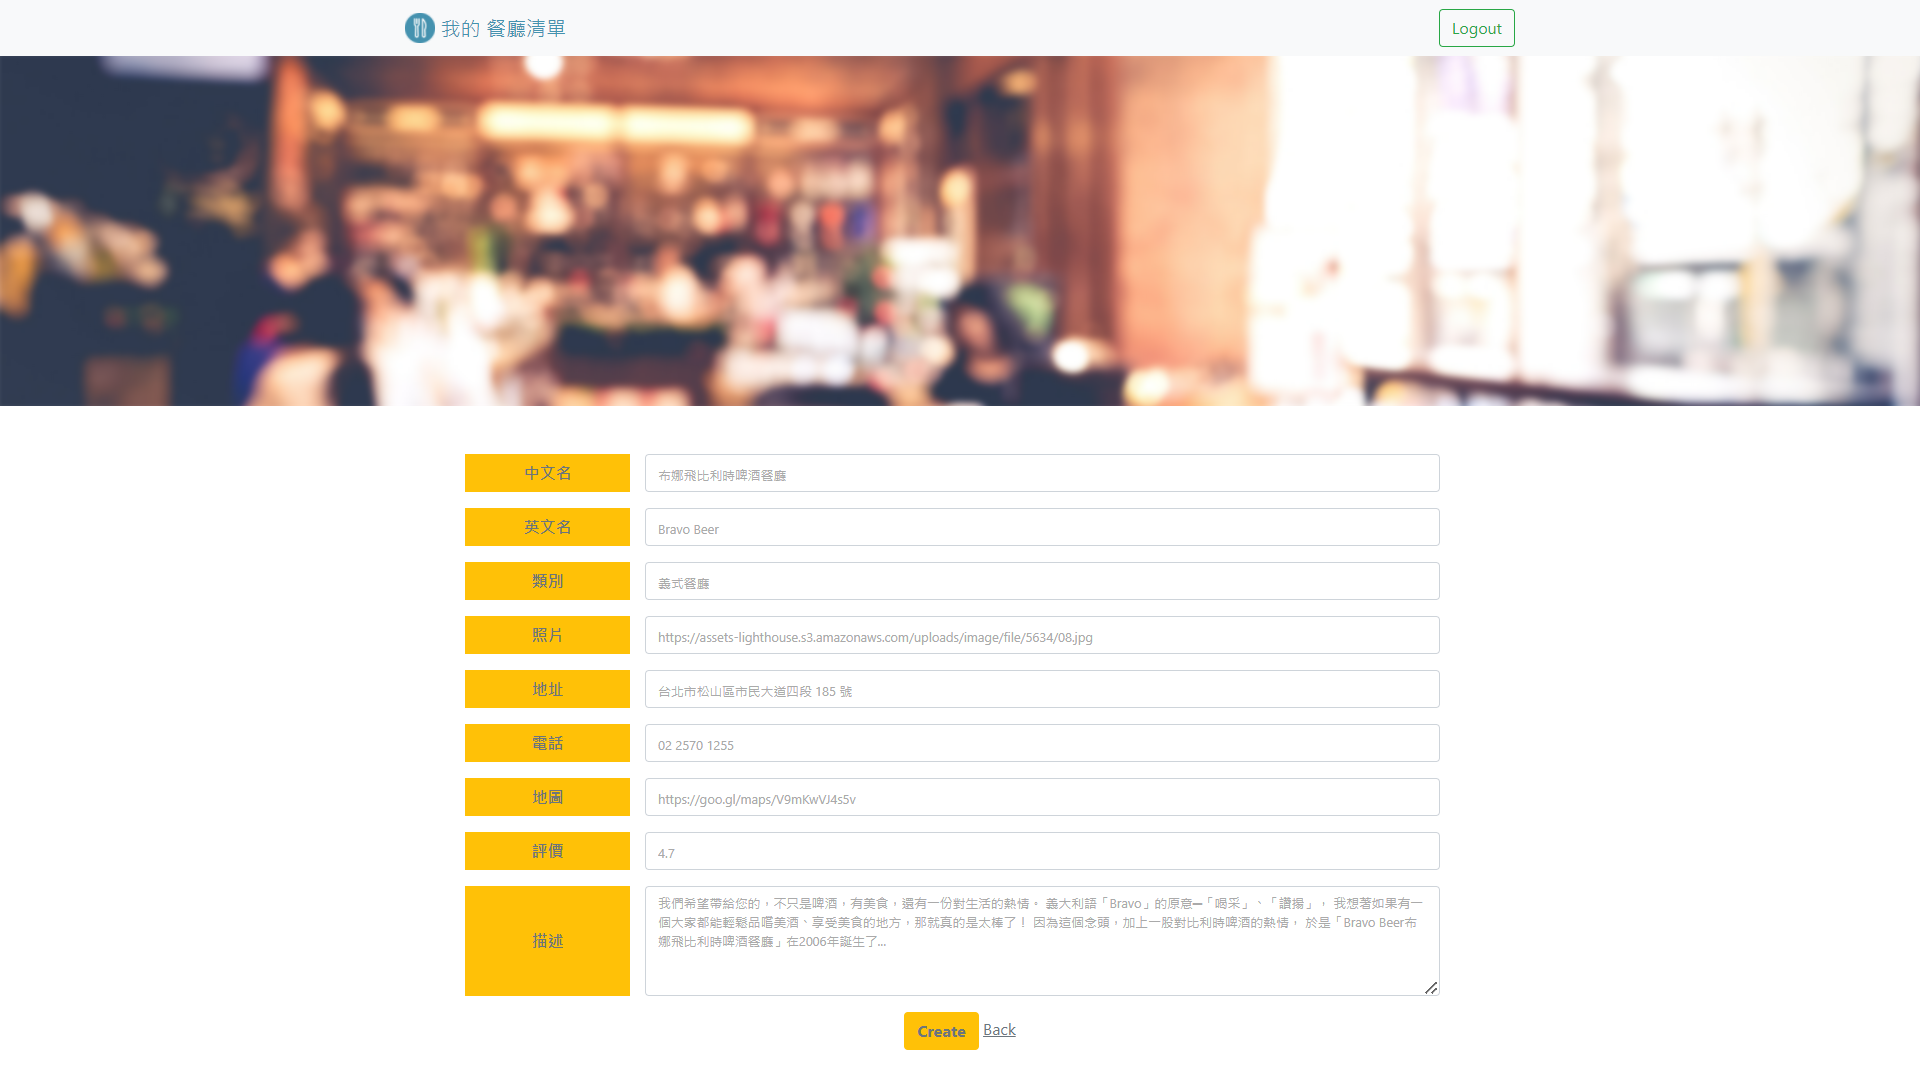 我的 餐廳清單
Logout
中文名
布娜飛比利時啤酒餐廳
英文名
Bravo Beer
類別
義式餐廳
照片
https://assets-lighthouse.s3.amazonaws.com/uploads/image/file/5634/08.jpg
地址
台北市松山區市民大道四段 185 號
電話
02 2570 1255
地圖
https://goo.gl/maps/V9mKwVJ4s5v
評價
4.7
描述
我們希望帶給您的，不只是啤酒，有美食，還有一份對生活的熱情。 義大利語「Bravo」的原意—「喝采」、「讚揚」， 我想著如果有一
個大家都能輕鬆品嚐美酒、享受美食的地方，那就真的是太棒了！ 因為這個念頭，加上一股對比利時啤酒的熱情， 於是「Bravo Beer布
娜飛比利時啤酒餐廳」在2006年誕生了...
Create Back